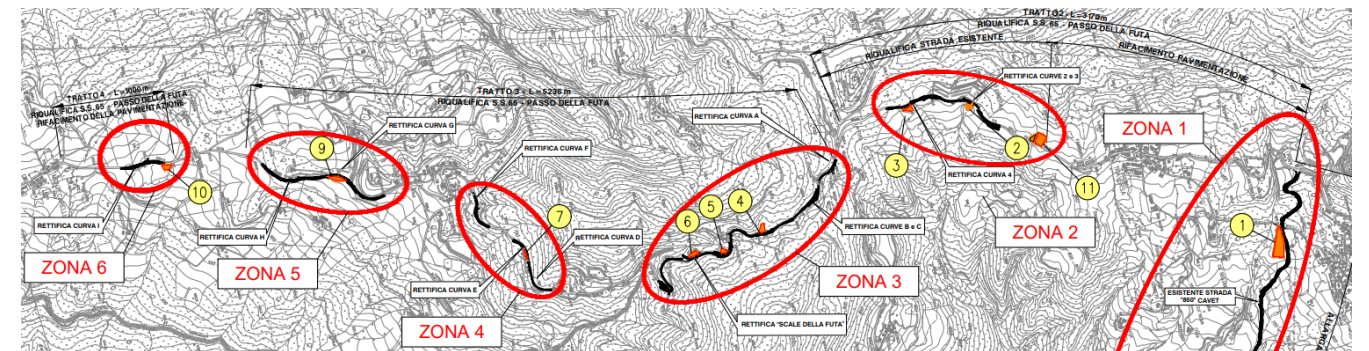 TRATTO 2 - L=3179m
RIQUALIFICA S.S.65 - PASSO DELLA FUTA
RIQUALIFICA STRADA ESISTENTE
RIFACIMENTO PAVIMENTAZIONE
TRATTO 4 - L=1000m
RIQUALIFICA S.S.65 - PASSO DELLA FUTA
RIFACIMENTO DELLA PAVIMENTAZIONE
TRATTO 3 - L=5236m
RIQUALIFICA S.S.65 - PASSO DELLA FUTA
RETTIFICA CURVA G
RETTIFICA CURVA A
RETTIFICA CURVE 2 e 3
ZONA 1
9
RETTIFICA CURVA F
3
2
10
RETTIFICA CURVA 4
11
RETTIFICA CURVA I
RETTIFICA CURVA H
7
RETTIFICA CURVA D
6
5
4
RETTIFICA CURVE B e C
ZONA 2
1
ZONA 6
ZONA 5
RETTIFICA CURVA E
ZONA 3
ESISTENTE STRADA
"850" CAVET
ZONA 4
RETTIFICA "SCALE DELLA FUTA"
ALLARGA